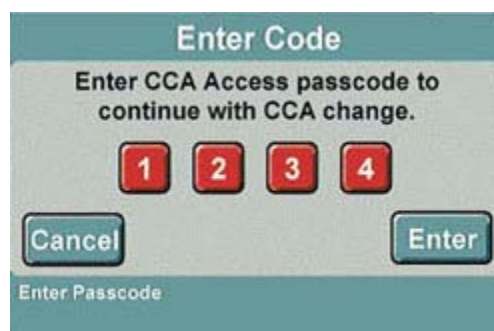 Enter Code
Enter CCA Access passcode to
continue with CCA change.
1 2 3 4
Cancel Enter
Enter Passcode